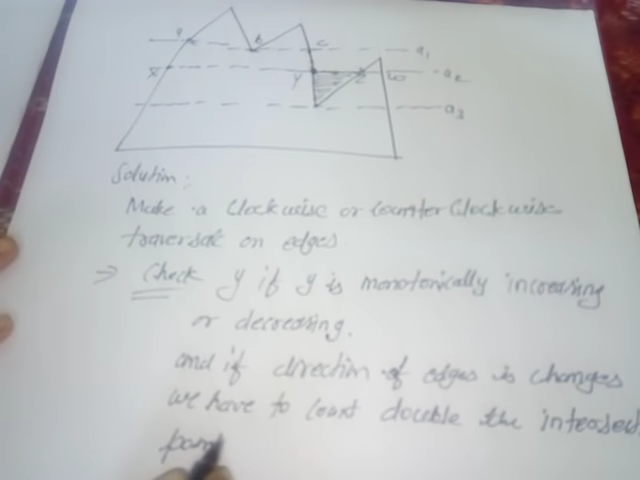 B C a1
X Y a2
a3
Solution:
Make a Clockwise or Counter Clockwise
traversal on edges
⇒ Check y if y is monotonically increasing
or decreasing.
and if direction of edges is changes
we have to count double the intersect